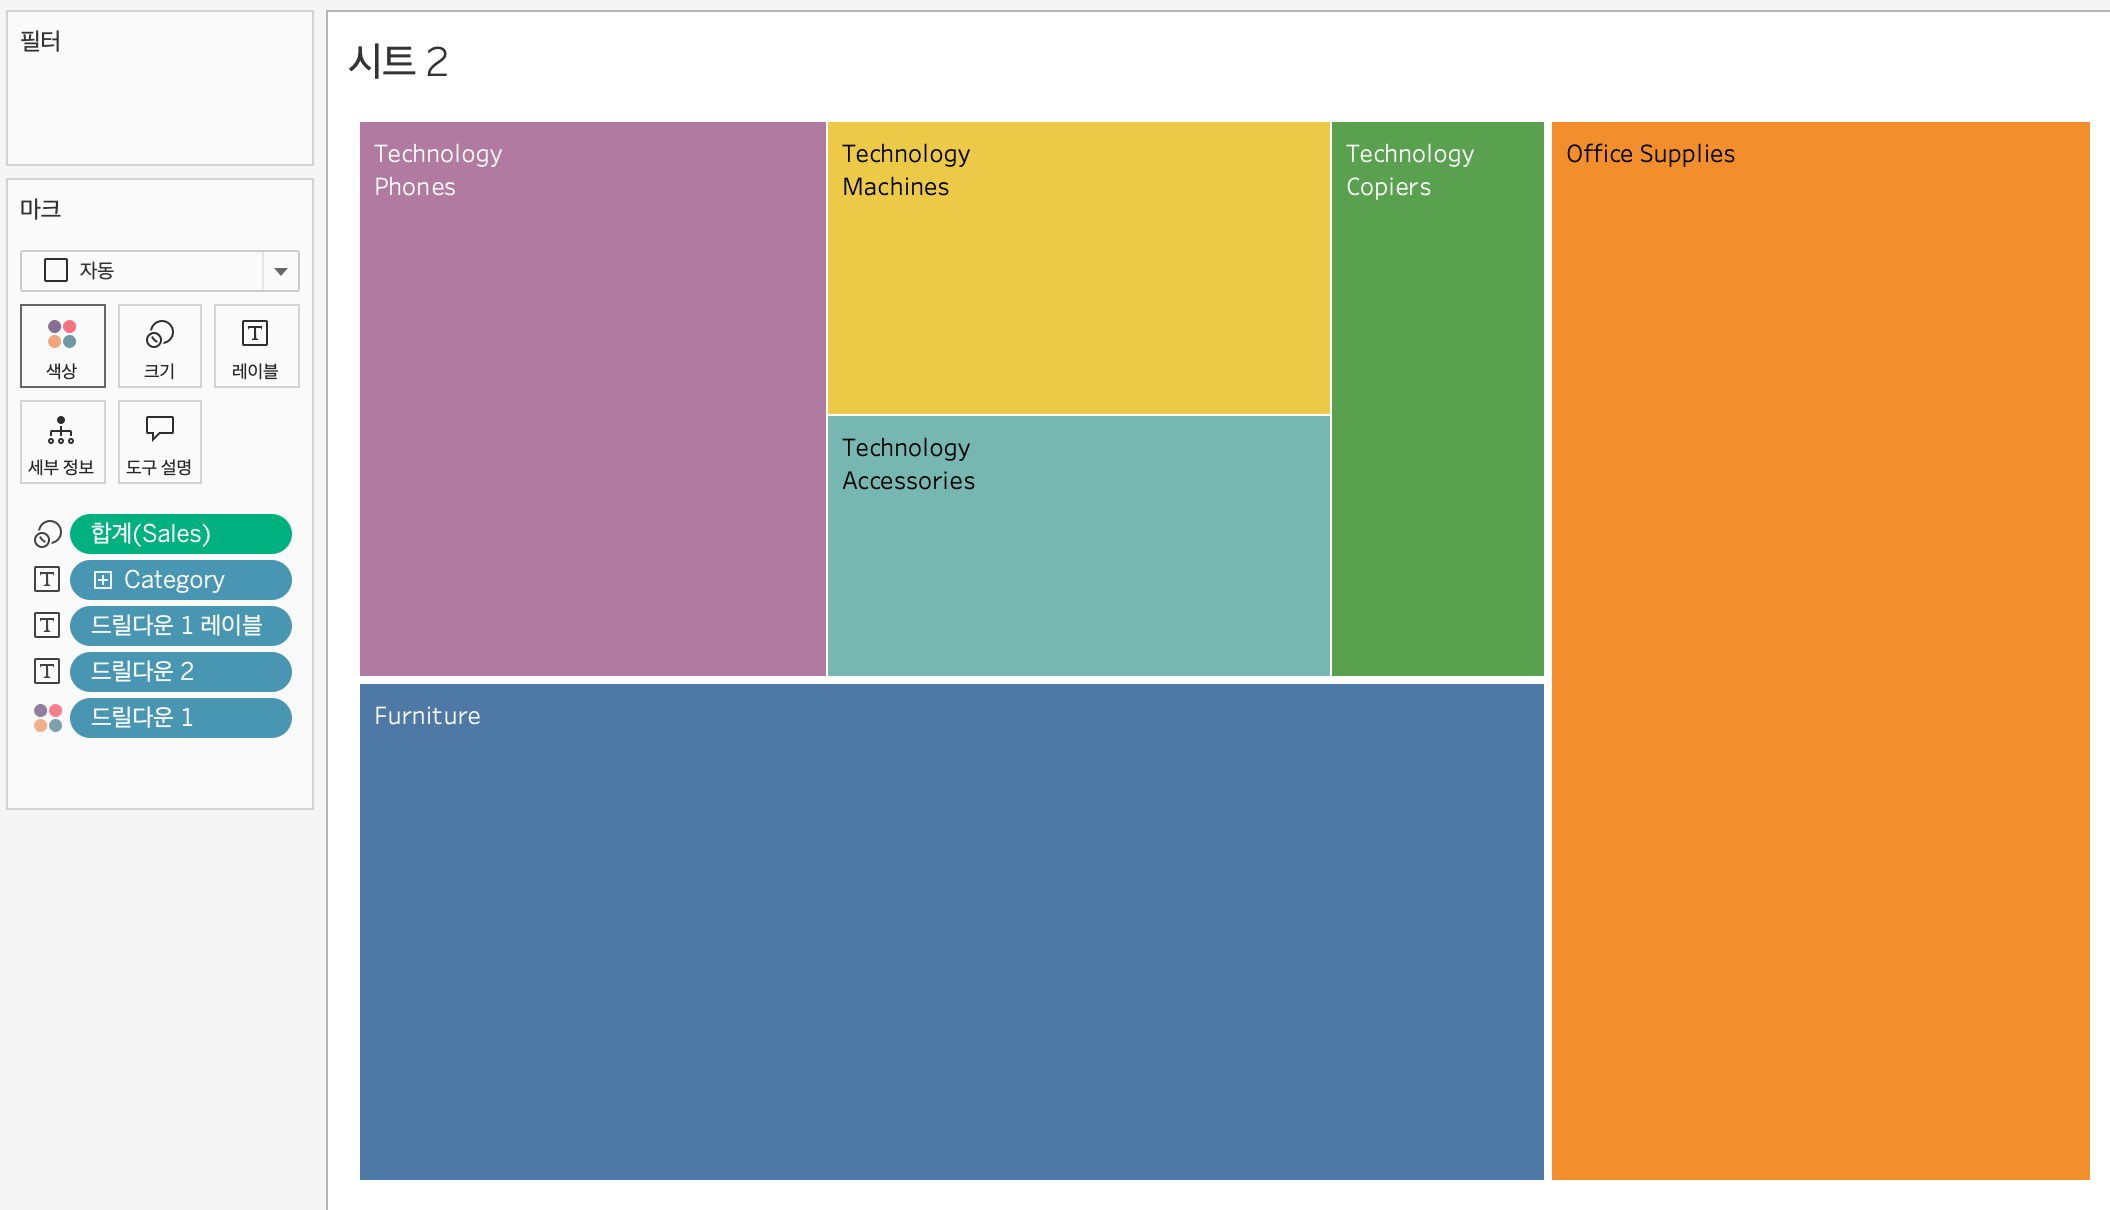 필터
마크
자동
색상
크기
레이블
세부 정보
도구 설명
합계(Sales)
Category
드릴다운 1 레이블
드릴다운 2
드릴다운 1
시트 2
Technology
Phones
Technology
Machines
Technology
Copiers
Office Supplies
Technology
Accessories
Furniture